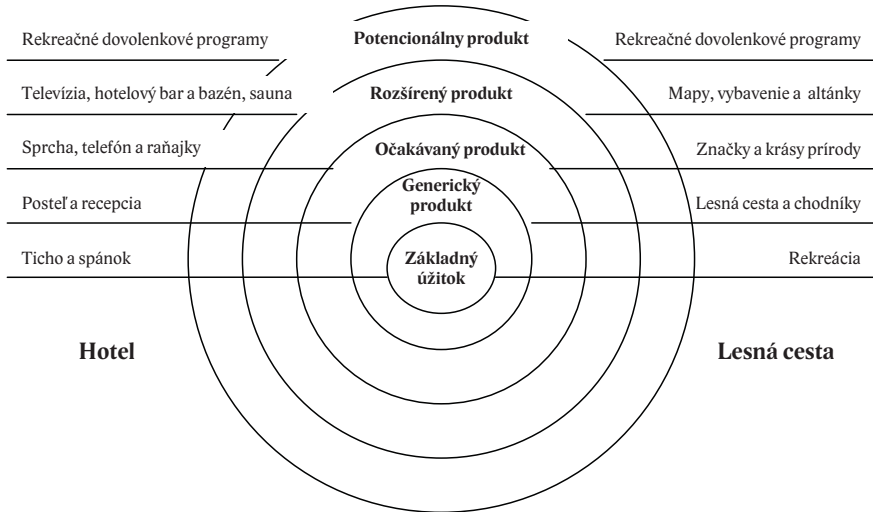 Rekreačné dovolenkové programy
Potencionálny produkt
Rekreačné dovolenkové programy
Televízia, hotelový bar a bazén, sauna
Rozšírený produkt
Mapy, vybavenie a altánky
Sprcha, telefón a raňajky
Očakávaný produkt
Značky a krásy prírody
Generický
produkt
Posteľ a recepcia
Lesná cesta a chodníky
Ticho a spánok
Základný
úžitok
Rekreácia
Hotel
Lesná cesta